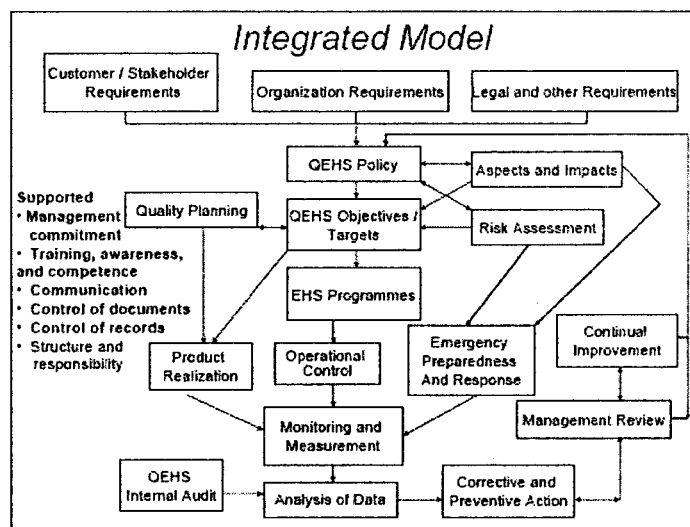 Integrated Model
Customer / Stakeholder
Requirements
Organization Requirements
Legal and other Requirements
QEHS Policy
Aspects and Impacts
Supported
• Management
commitment
• Training, awareness,
and competence
• Communication
• Control of documents
• Control of records
• Structure and
responsibility
Quality Planning
QEHS Objectives /
Targets
Risk Assessment
EHS Programmes
Product
Realization
Operational
Control
Emergency
Preparedness
And Response
Continual
Improvement
Monitoring and
Measurement
Management Review
QEHS
Internal Audit
Analysis of Data
Corrective and
Preventive Action